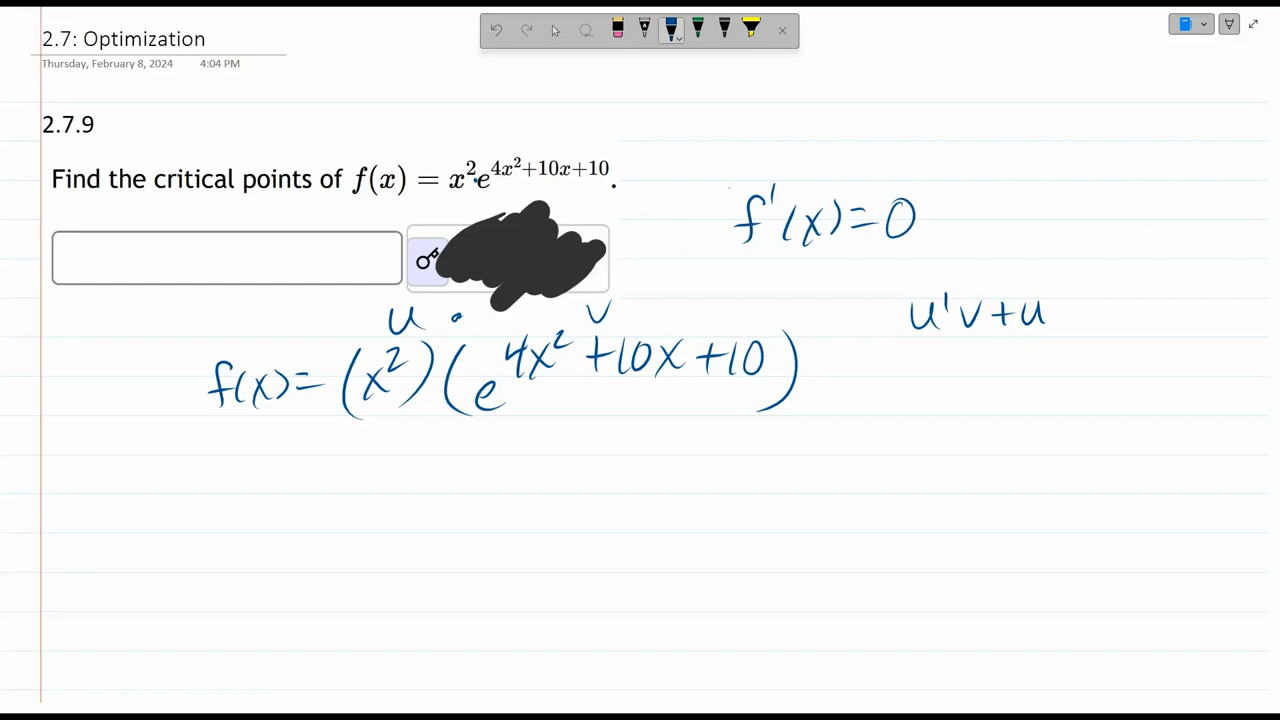 2.7: Optimization
Thursday, February 8, 2024 4:04 PM
2.7.9
Find the critical points of f(x) = x²e^{4x²+10x+10}.
f'(x)=0
u · v
u'v+u
f(x)= (x²)(e^{4x²+10x+10})